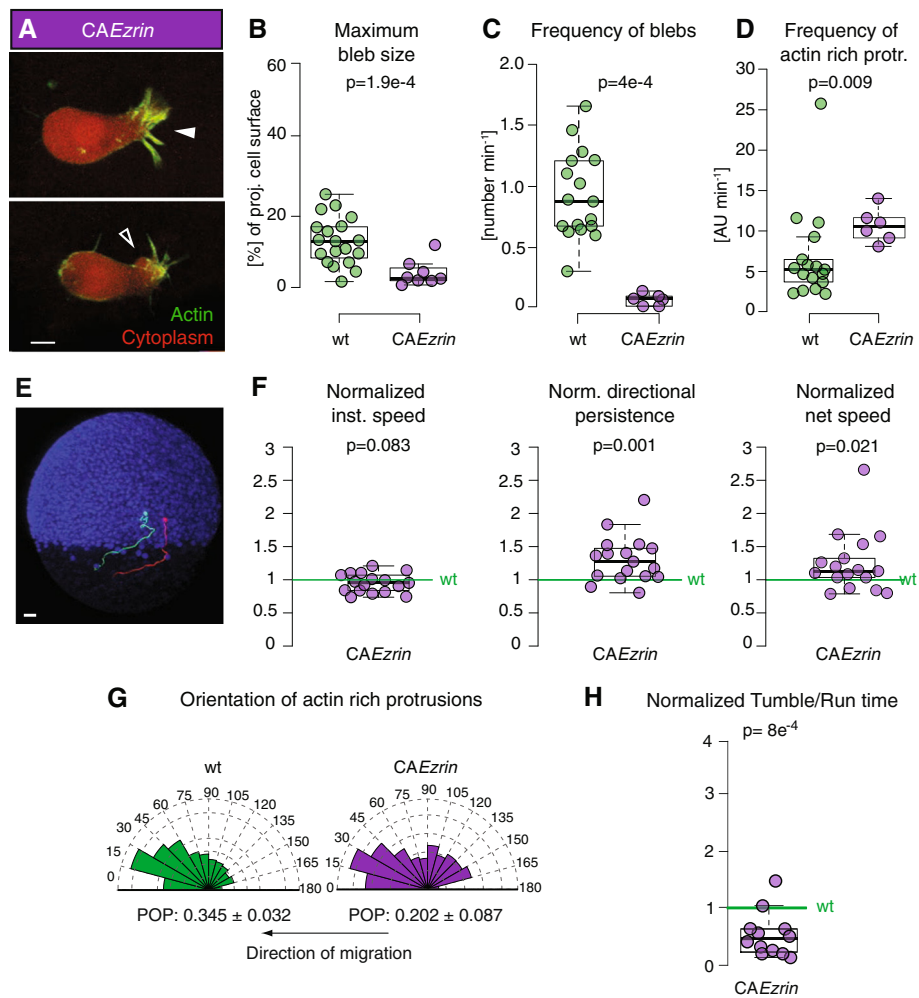 A
CAEzrin
Actin
Cytoplasm
B
Maximum
bleb size
p=1.9e-4
[%] of proj. cell surface
60
40
20
0
wt
CAEzrin
C
Frequency of blebs
p=4e-4
[number min⁻¹]
2.0
1.5
1.0
0.5
0
wt
CAEzrin
D
Frequency of
actin rich protr.
p=0.009
[AU min⁻¹]
30
25
20
15
10
5
0
wt
CAEzrin
E
F
Normalized
inst. speed
p=0.083
3
2.5
2
1.5
1
0.5
0
wt
CAEzrin
Norm. directional
persistence
p=0.001
3
2.5
2
1.5
1
0.5
0
wt
CAEzrin
Normalized
net speed
p=0.021
3
2.5
2
1.5
1
0.5
0
wt
CAEzrin
G
Orientation of actin rich protrusions
wt
0
15
30
45
60
75
90
105
120
135
150
165
180
POP: 0.345 ± 0.032
CAEzrin
0
15
30
45
60
75
90
105
120
135
150
165
180
POP: 0.202 ± 0.087
Direction of migration
H
Normalized Tumble/Run time
p= 8e⁻⁴
4
3
2
1
0
wt
CAEzrin